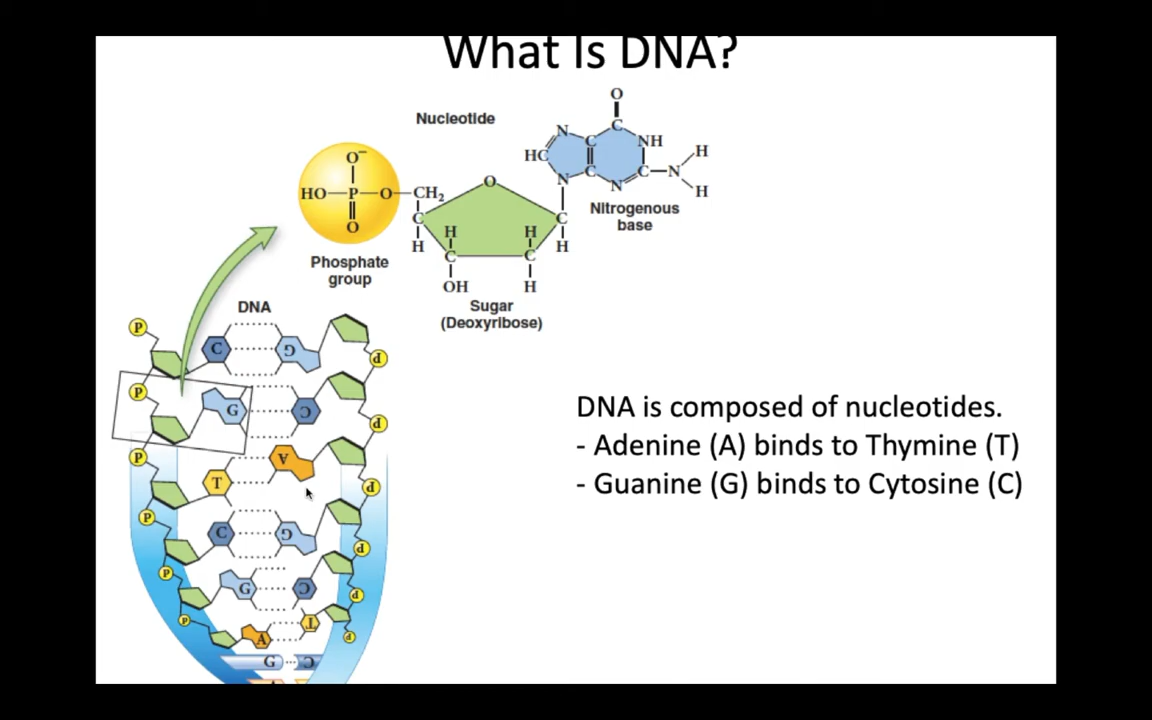 What Is DNA?
Nucleotide
O
N
C
NH
HC
C
H
O⁻
HO—P—O—CH₂
O
N
C
N
C—N
H
H
O
C
H
H
C
H
C
C
H
Nitrogenous
base
Phosphate
group
OH
H
Sugar
(Deoxyribose)
DNA
P
C
G
P
P
G
C
P
P
A
T
P
P
C
G
P
P
G
C
P
P
A
T
P
G
C
DNA is composed of nucleotides.
- Adenine (A) binds to Thymine (T)
- Guanine (G) binds to Cytosine (C)